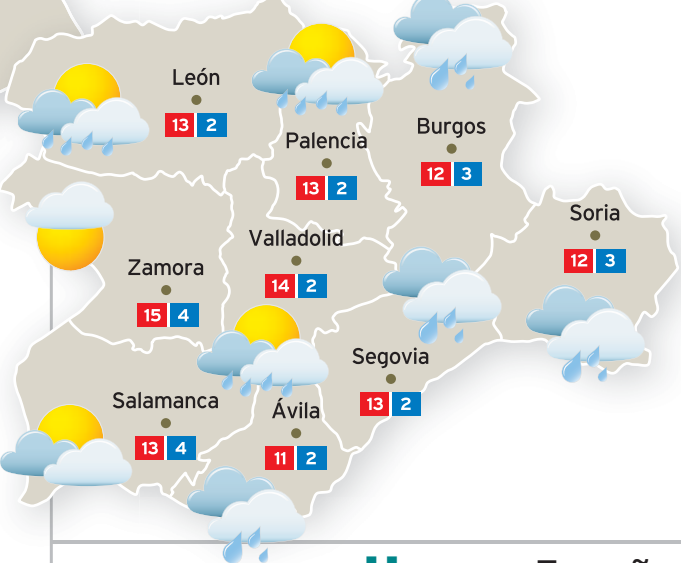 León
13 2
Palencia
13 2
Burgos
12 3
Soria
12 3
Valladolid
14 2
Zamora
15 4
Segovia
13 2
Salamanca
13 4
Ávila
11 2